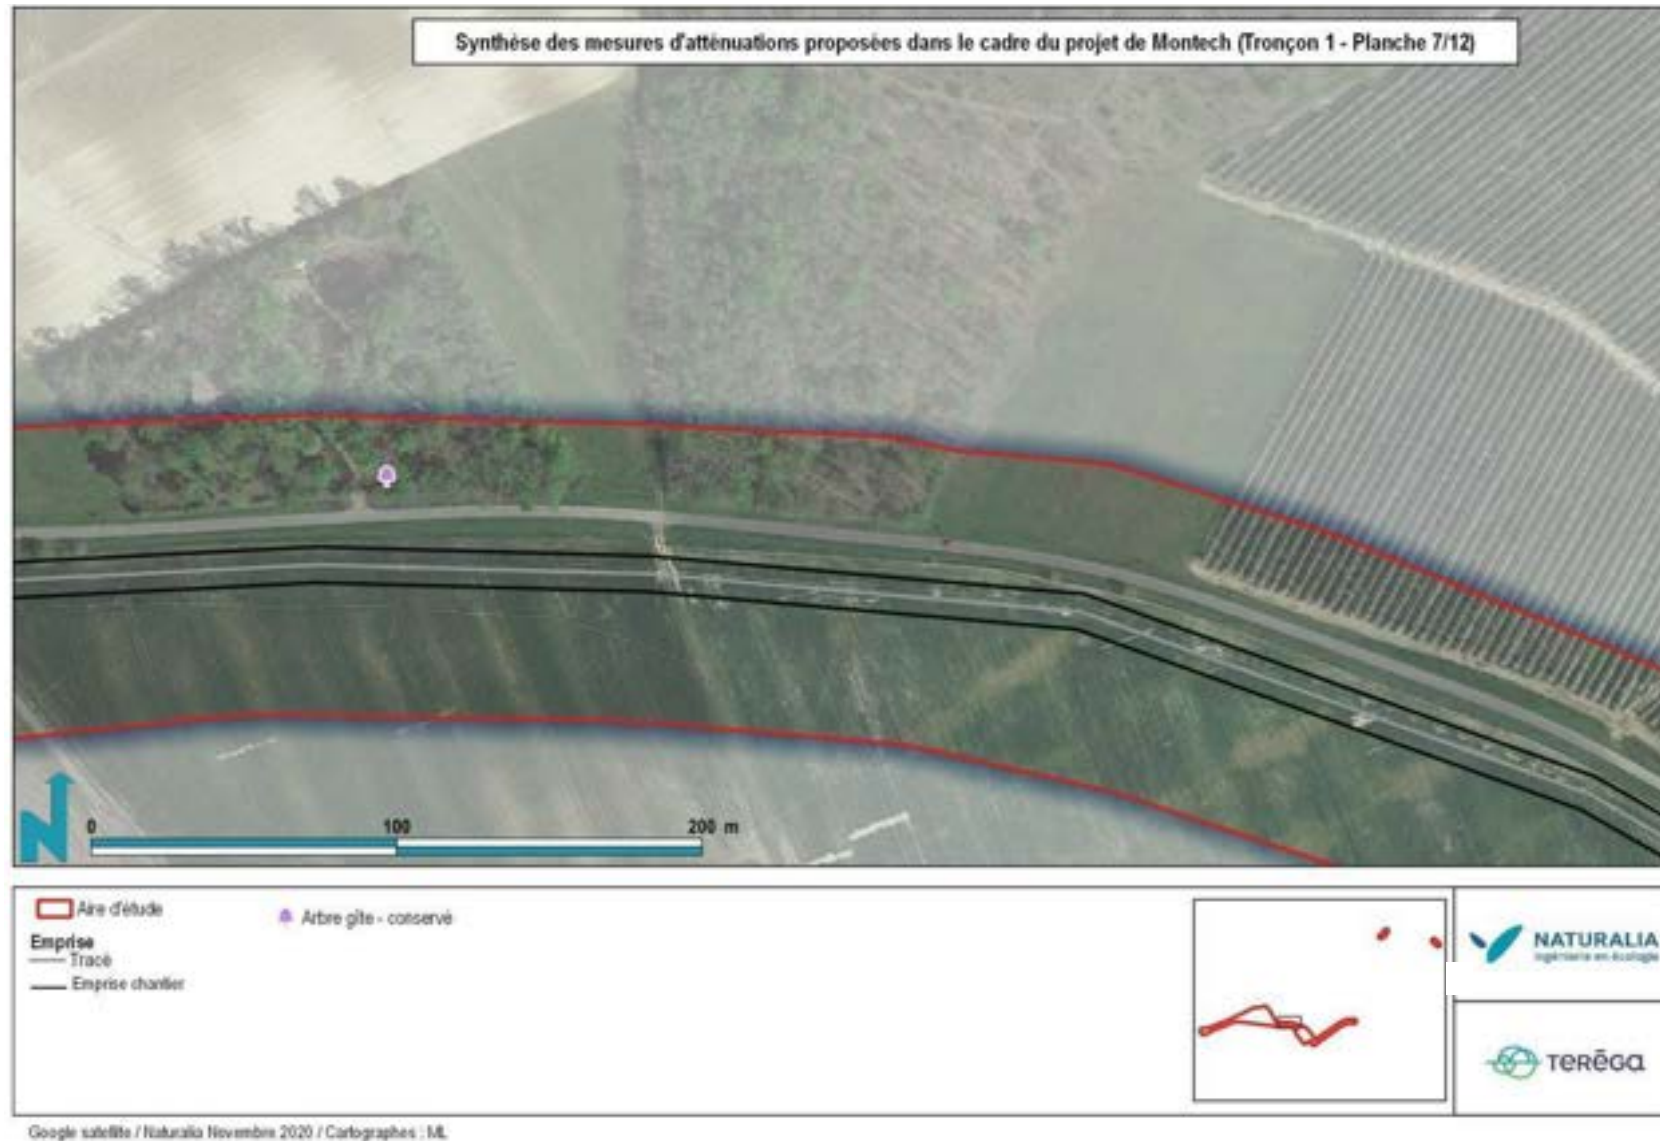 Synthèse des mesures d'atténuations proposées dans le cadre du projet de Montech (Tronçon 1 - Planche 7/12)
N
0 100 200 m
Aire d'étude
Arbre gîte - conservé
Emprise
Tracé
Emprise chantier
NATURALIA
Ingénierie en écologie
TERĒGA
Google satellite / Naturalia Novembre 2020 / Cartographes : ML